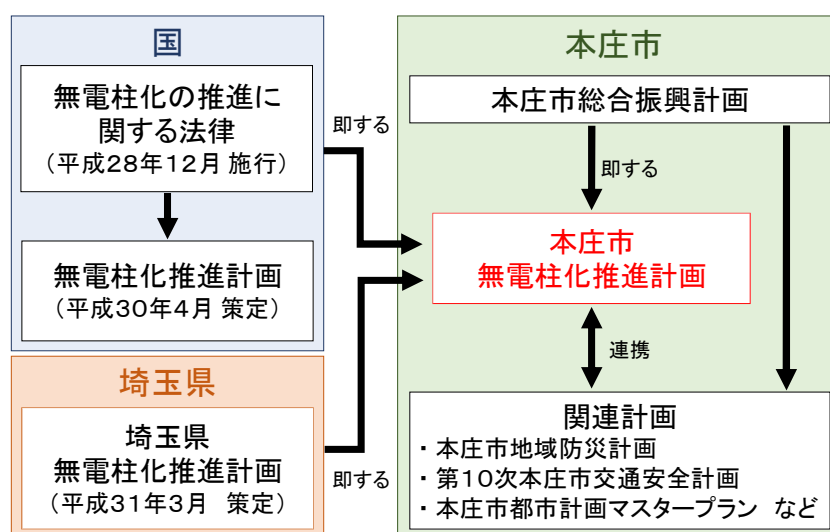 国
無電柱化の推進に
関する法律
（平成２８年１２月 施行）
無電柱化推進計画
（平成３０年４月 策定）
埼玉県
埼玉県
無電柱化推進計画
（平成３１年３月　策定）
即する
即する
本庄市
本庄市総合振興計画
即する
本庄市
無電柱化推進計画
連携
関連計画
・本庄市地域防災計画
・第１０次本庄市交通安全計画
・本庄市都市計画マスタープラン　など